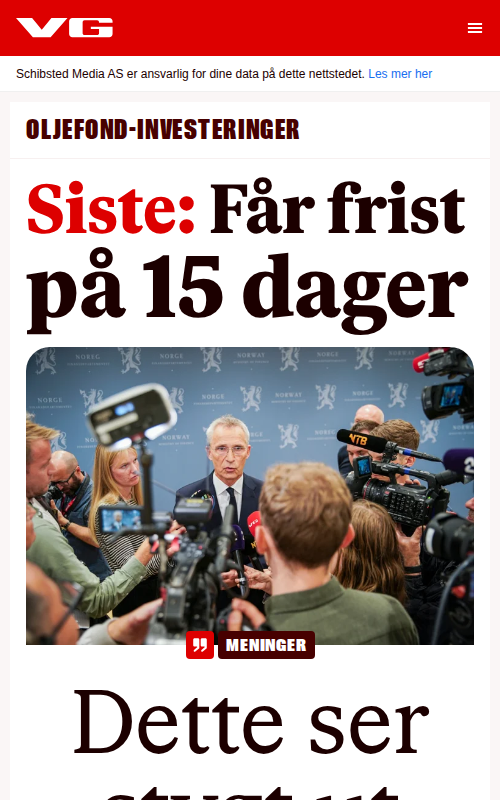 VG
Schibsted Media AS er ansvarlig for dine data på dette nettstedet. Les mer her
OLJEFOND-INVESTERINGER
Siste: Får frist
på 15 dager
NOREG
NORWAY
NORGE
NTB
MENINGER
Dette ser